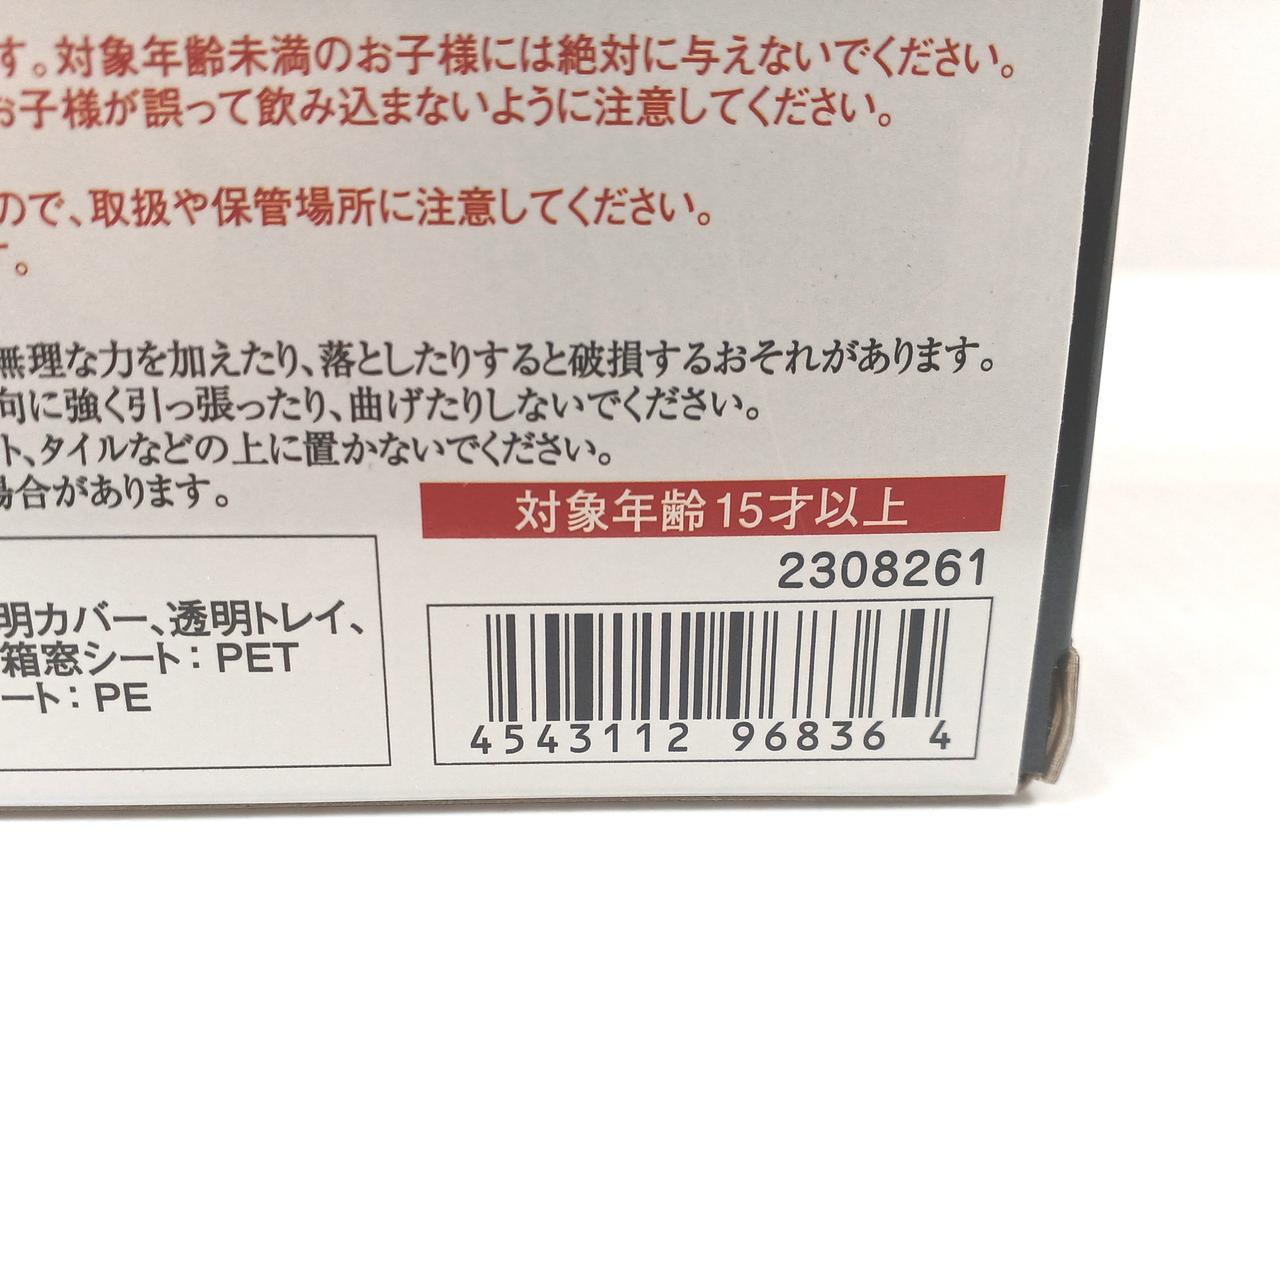 す。対象年齢未満のお子様には絶対に与えないでください。
お子様が誤って飲み込まないように注意してください。
ので、取扱や保管場所に注意してください。
す。
無理な力を加えたり、落としたりすると破損するおそれがあります。
向に強く引っ張ったり、曲げたりしないでください。
ト、タイルなどの上に置かないでください。
場合があります。
対象年齢15才以上
2308261
明カバー、透明トレイ、
箱窓シート：PET
ート：PE
4543112 96836 4